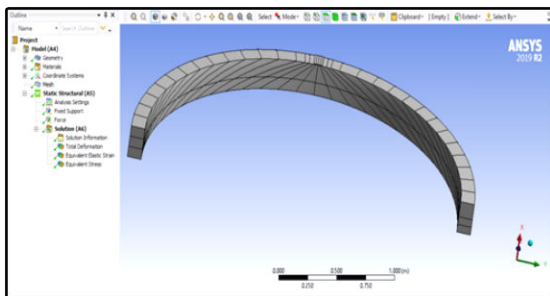 Outline
Select Mode Clipboard [Empty] Extend Select By
Name
Project
Model (A4)
Geometry
Materials
Coordinate Systems
Mesh
Static Structural (A5)
Analysis Settings
Fixed Support
Force
Solution (A6)
Solution Information
Total Deformation
Equivalent Elastic Strain
Equivalent Stress
ANSYS
2019 R2
0.000 0.500 1.000 (m)
0.250 0.750
X
Y